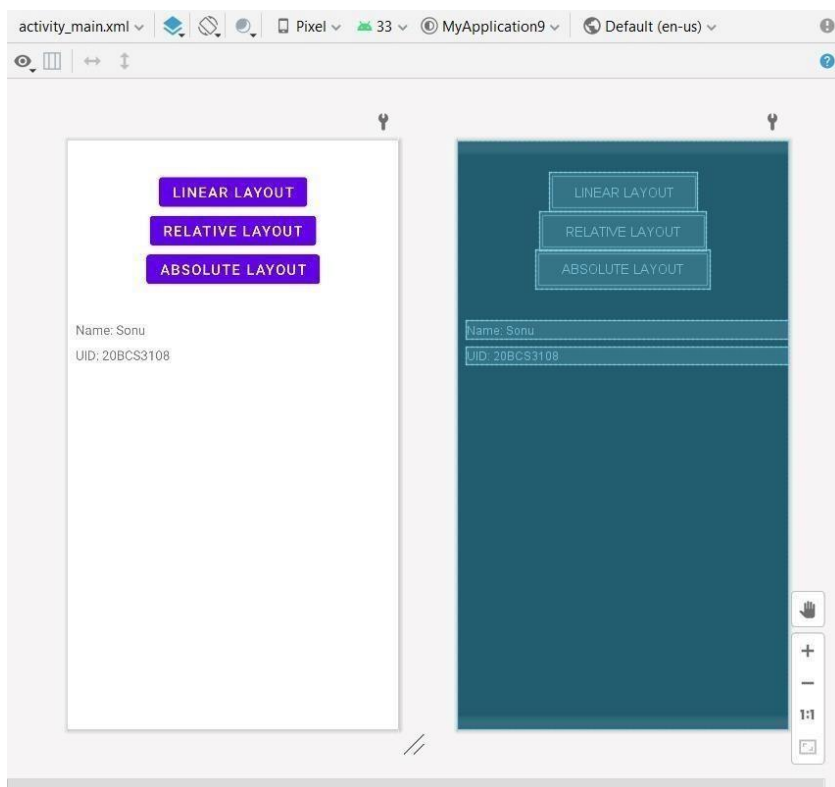 activity_main.xml Pixel 33 MyApplication9 Default (en-us)
LINEAR LAYOUT
RELATIVE LAYOUT
ABSOLUTE LAYOUT
Name: Sonu
UID: 20BCS3108
LINEAR LAYOUT
RELATIVE LAYOUT
ABSOLUTE LAYOUT
Name: Sonu
UID: 20BCS3108
1:1